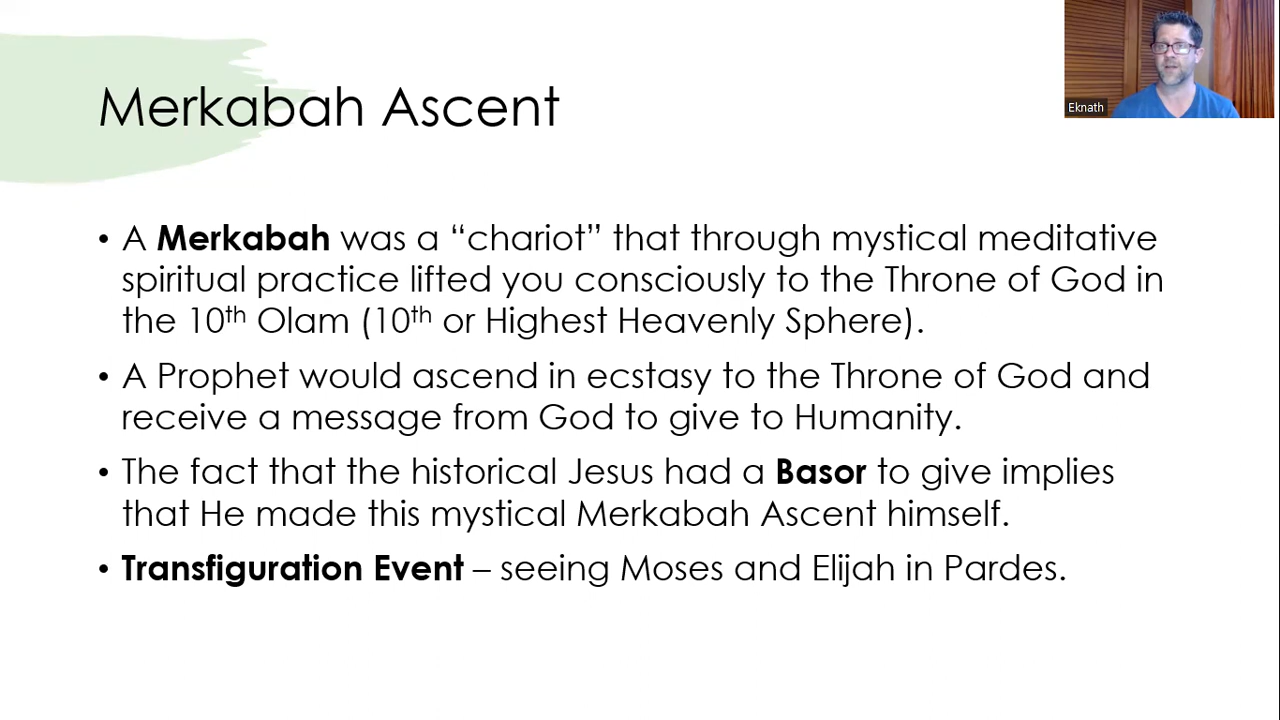 Merkabah Ascent
Eknath
• A Merkabah was a “chariot” that through mystical meditative
spiritual practice lifted you consciously to the Throne of God in
the 10th Olam (10th or Highest Heavenly Sphere).
• A Prophet would ascend in ecstasy to the Throne of God and
receive a message from God to give to Humanity.
• The fact that the historical Jesus had a Basor to give implies
that He made this mystical Merkabah Ascent himself.
• Transfiguration Event – seeing Moses and Elijah in Pardes.